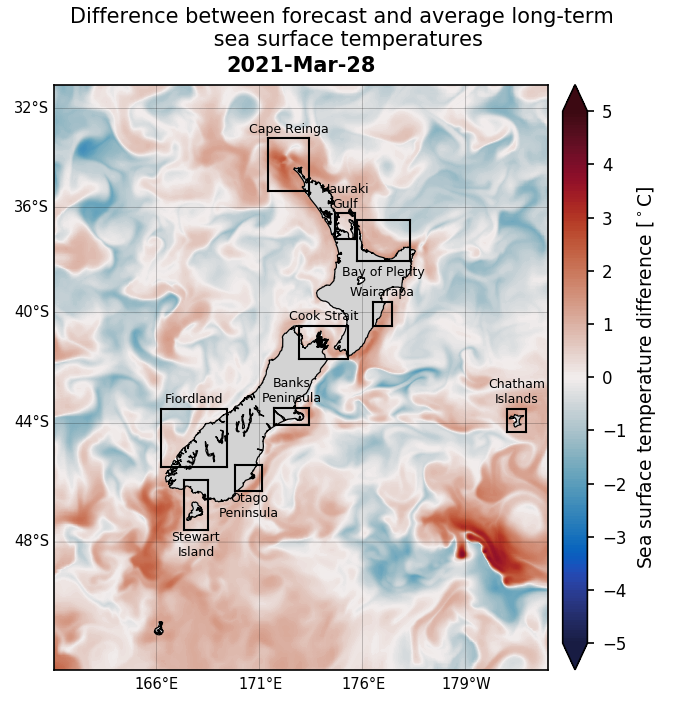 Difference between forecast and average long-term
sea surface temperatures
2021-Mar-28
32°S
36°S
40°S
44°S
48°S
166°E
171°E
176°E
179°W
Cape Reinga
Hauraki
Gulf
Bay of Plenty
Wairarapa
Cook Strait
Banks
Peninsula
Fiordland
Chatham
Islands
Otago
Peninsula
Stewart
Island
5
4
3
2
1
0
−1
−2
−3
−4
−5
Sea surface temperature difference [°C]